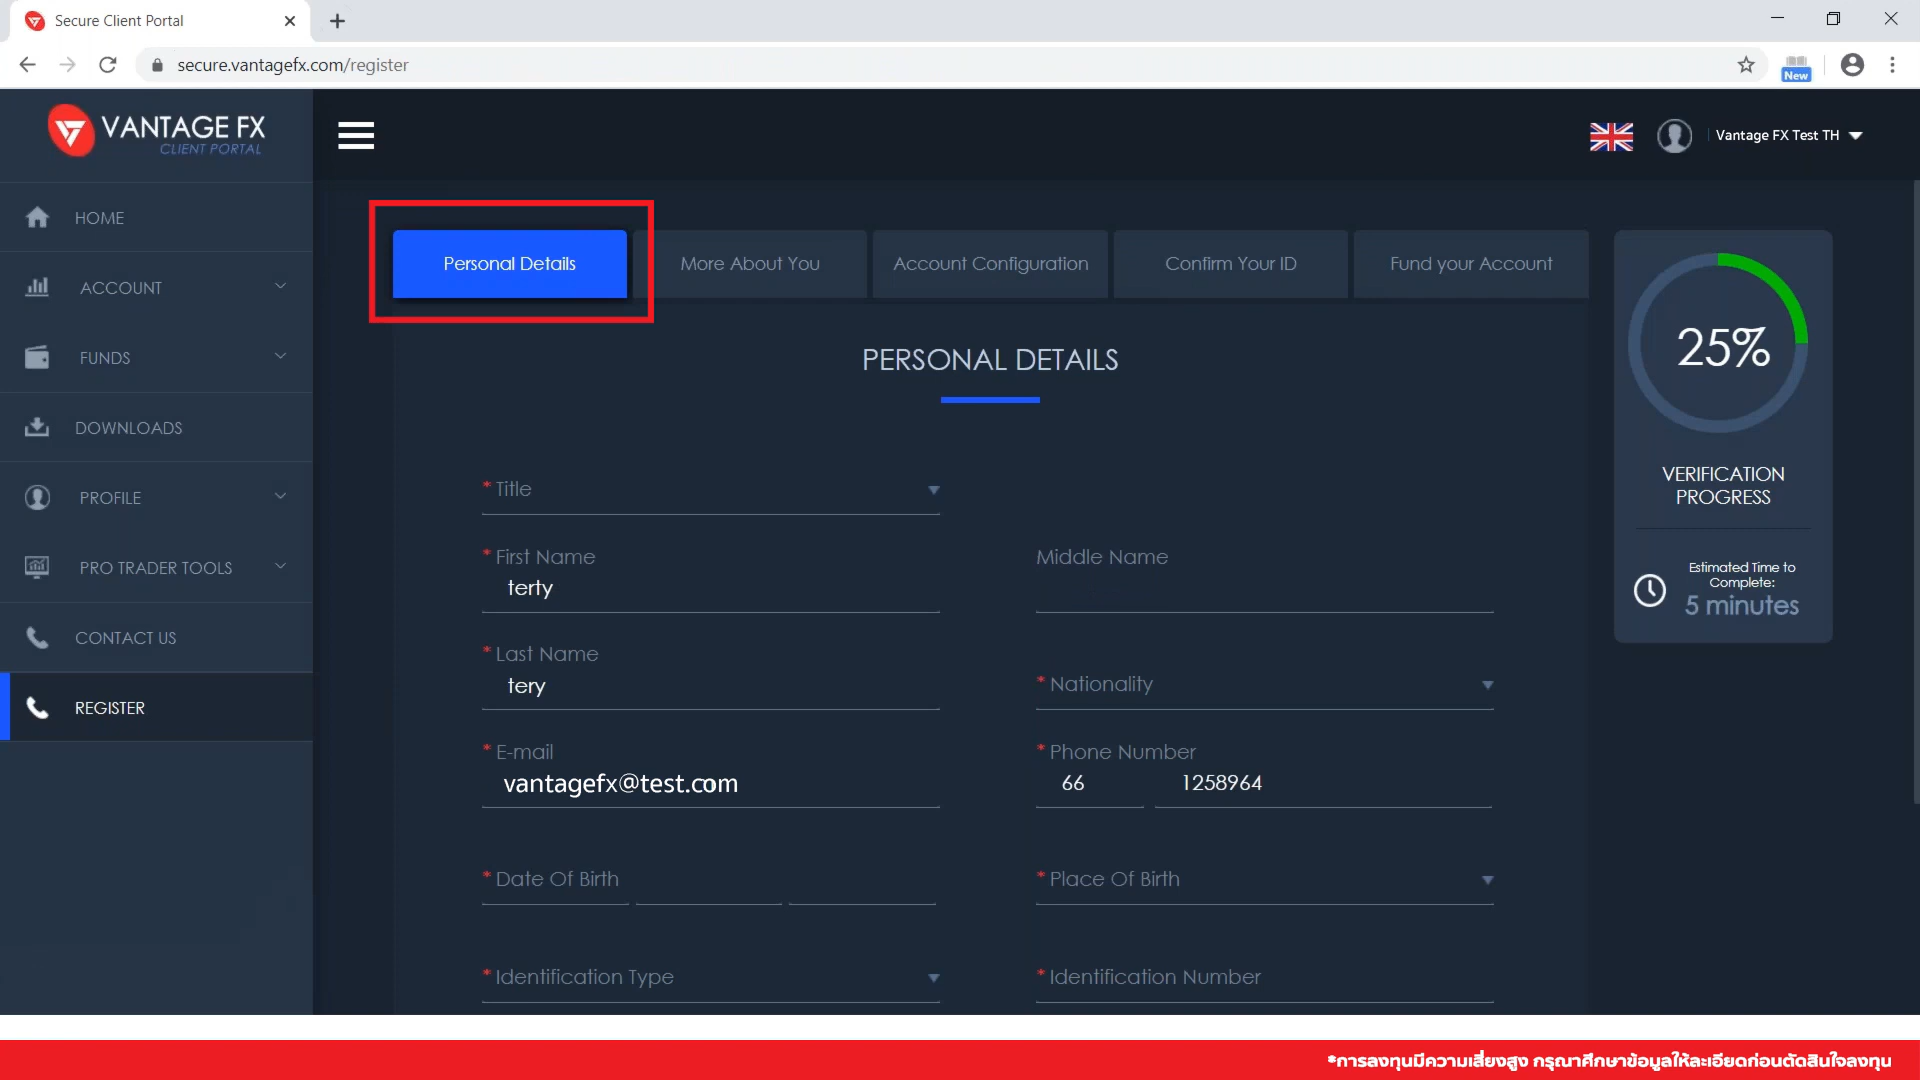 Secure Client Portal
secure.vantagefx.com/register
New
VANTAGE FX
CLIENT PORTAL
Vantage FX Test TH
HOME
ACCOUNT
FUNDS
DOWNLOADS
PROFILE
PRO TRADER TOOLS
CONTACT US
REGISTER
Personal Details
More About You
Account Configuration
Confirm Your ID
Fund your Account
PERSONAL DETAILS
* Title
* First Name
terty
Middle Name
* Last Name
tery
* Nationality
* E-mail
vantagefx@test.com
* Phone Number
66 1258964
* Date Of Birth
* Place Of Birth
* Identification Type
* Identification Number
25%
VERIFICATION
PROGRESS
Estimated Time to
Complete:
5 minutes
*การลงทุนมีความเสี่ยงสูง กรุณาศึกษาข้อมูลให้ละเอียดก่อนตัดสินใจลงทุน